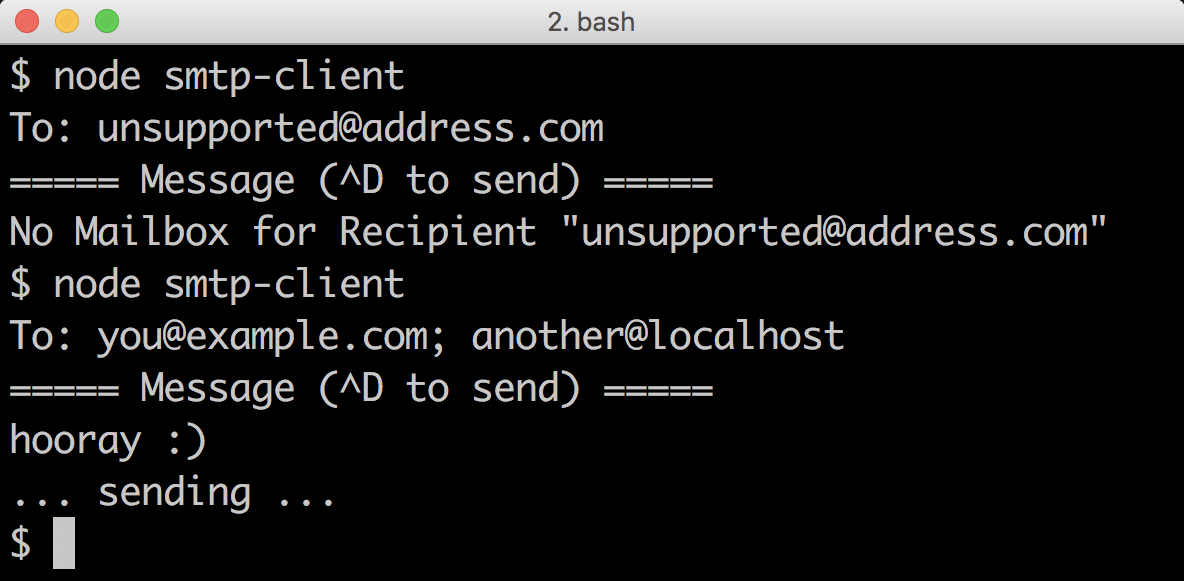 2. bash
$ node smtp-client
To: unsupported@address.com
===== Message (^D to send) =====
No Mailbox for Recipient "unsupported@address.com"
$ node smtp-client
To: you@example.com; another@localhost
===== Message (^D to send) =====
hooray :)
... sending ...
$